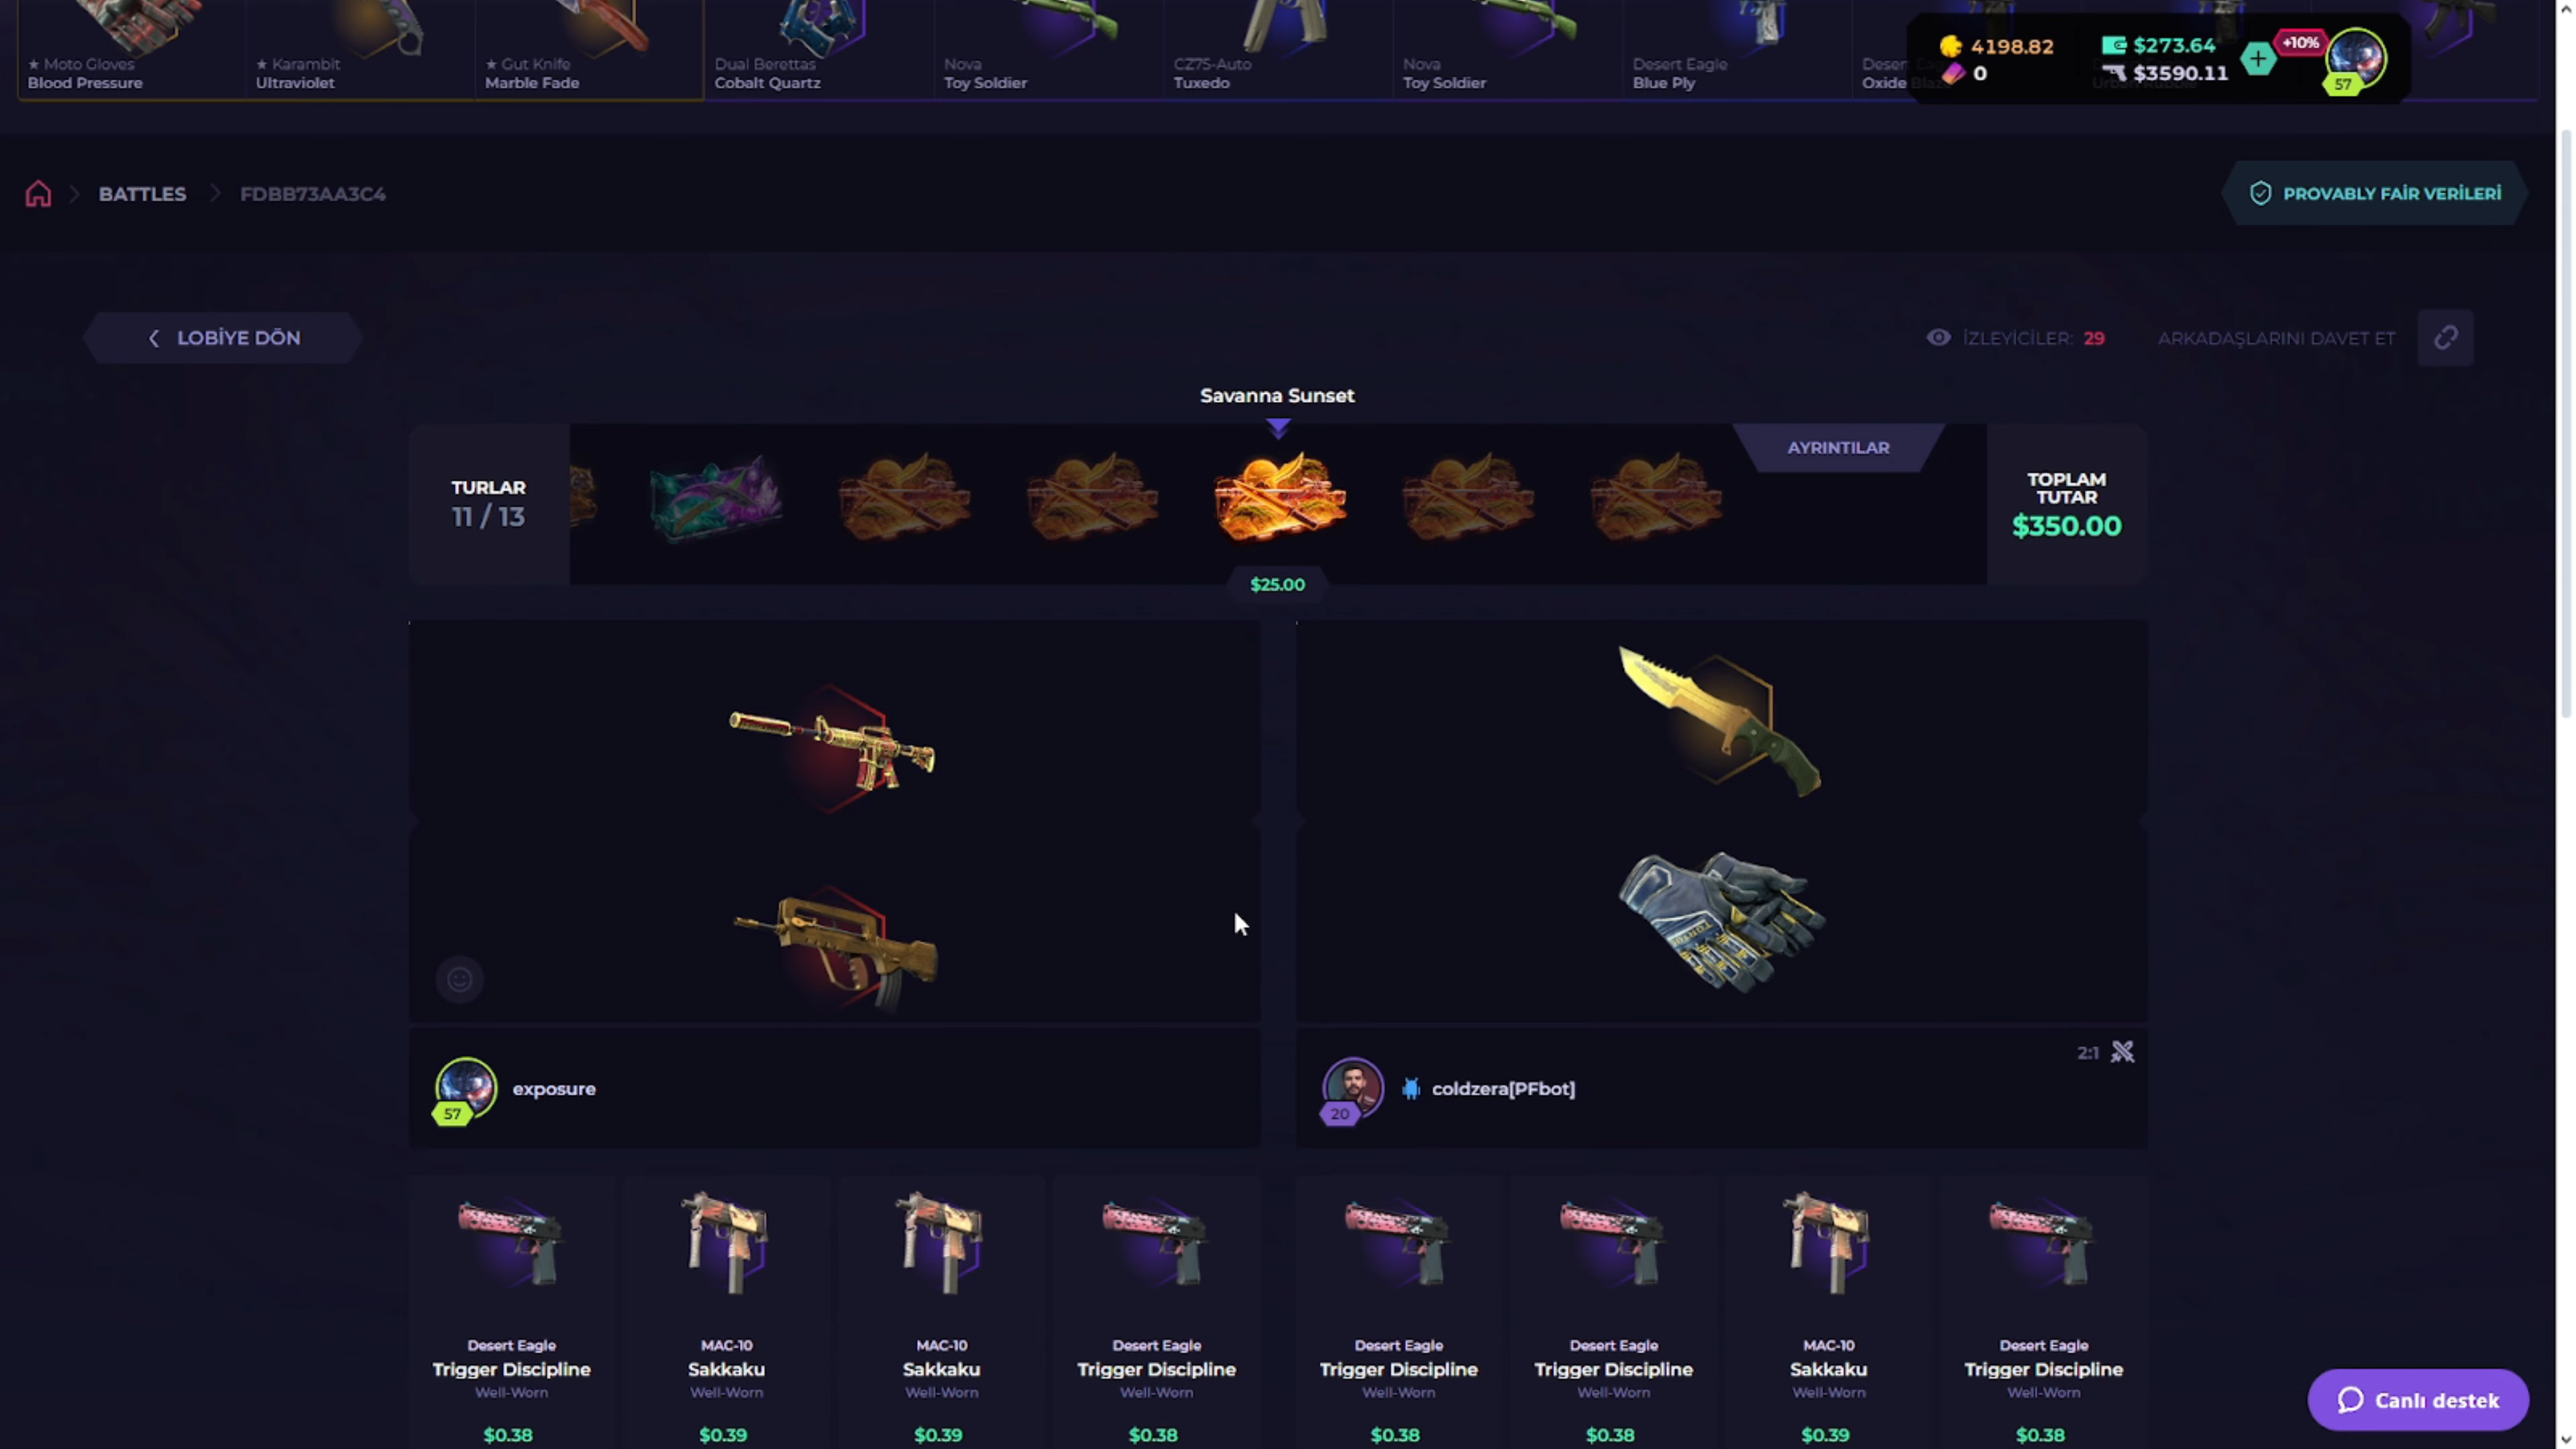 ★ Moto Gloves
Blood Pressure
★ Karambit
Ultraviolet
★ Gut Knife
Marble Fade
Dual Berettas
Cobalt Quartz
Nova
Toy Soldier
CZ75-Auto
Tuxedo
Nova
Toy Soldier
Desert Eagle
Blue Ply
Desert
Oxide Blaze
4198.82
0
$273.64
$3590.11
+10%
57
BATTLES
FDBB73AA3C4
PROVABLY FAİR VERİLERİ
LOBİYE DÖN
İZLEYİCİLER: 29
ARKADAŞLARINI DAVET ET
Savanna Sunset
TURLAR
11 / 13
AYRINTILAR
TOPLAM
TUTAR
$350.00
$25.00
57
exposure
20
coldzera[PFbot]
2:1
Desert Eagle
Trigger Discipline
Well-Worn
$0.38
MAC-10
Sakkaku
Well-Worn
$0.39
MAC-10
Sakkaku
Well-Worn
$0.39
Desert Eagle
Trigger Discipline
Well-Worn
$0.38
Desert Eagle
Trigger Discipline
Well-Worn
$0.38
Desert Eagle
Trigger Discipline
Well-Worn
$0.38
MAC-10
Sakkaku
Well-Worn
$0.39
Desert Eagle
Trigger Discipline
Well-Worn
$0.38
Canlı destek